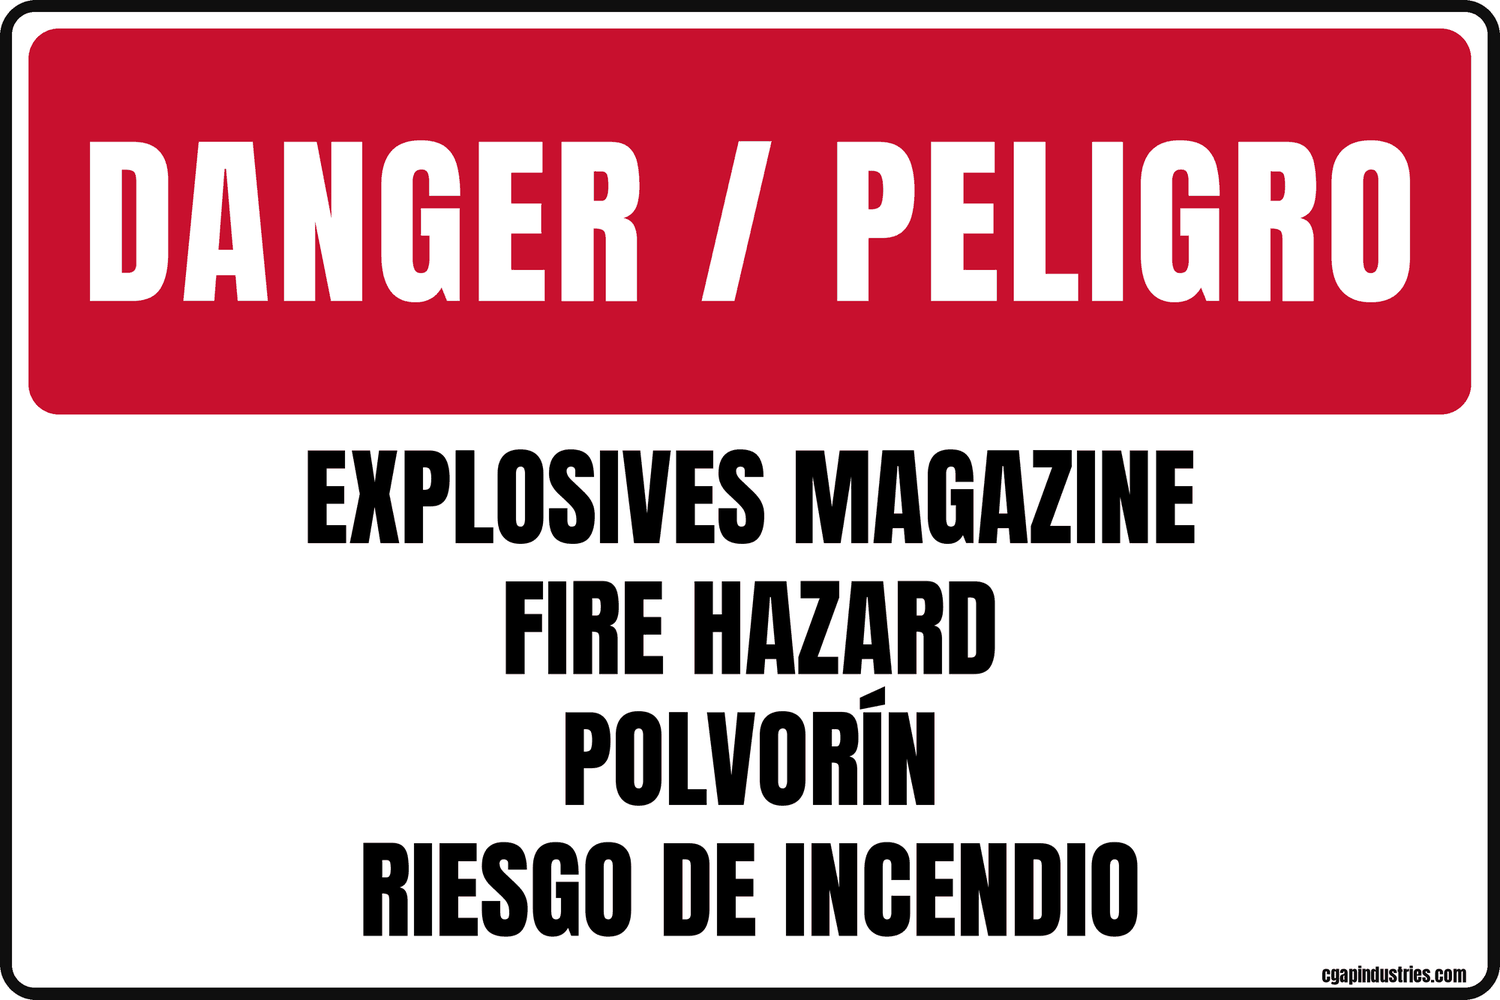 DANGER / PELIGRO
EXPLOSIVES MAGAZINE
FIRE HAZARD
POLVORÍN
RIESGO DE INCENDIO
cgapindustries.com